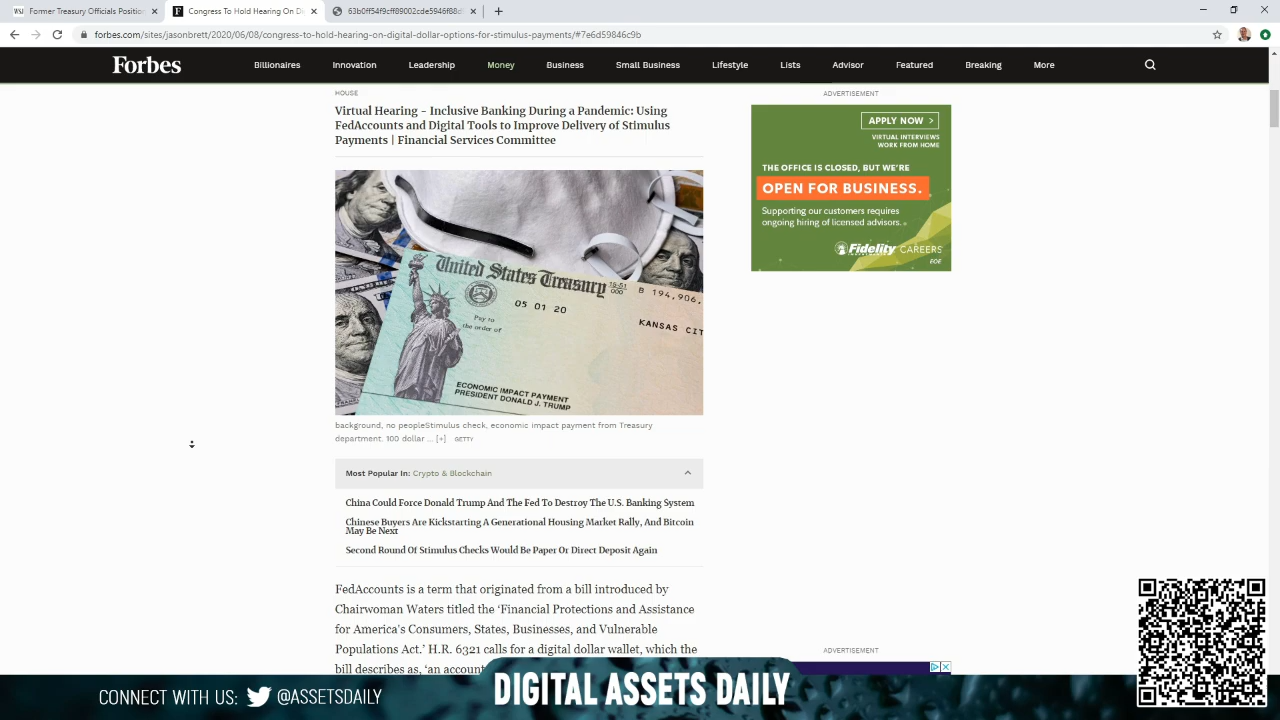 Former Treasury Officials Position
Congress To Hold Hearing On Di
63b0ff54f9cff89002cde5946f88d
forbes.com/sites/jasonbrett/2020/06/08/congress-to-hold-hearing-on-digital-dollar-options-for-stimulus-payments/#7e6d59846c9b
Forbes
Billionaires Innovation Leadership Money Business Small Business Lifestyle Lists Advisor Featured Breaking More
HOUSE
Virtual Hearing - Inclusive Banking During a Pandemic: Using
FedAccounts and Digital Tools to Improve Delivery of Stimulus
Payments | Financial Services Committee
United States Treasury
05 01 20
B 194,906,
KANSAS CIT
Pay to
the order of
ECONOMIC IMPACT PAYMENT
PRESIDENT DONALD J. TRUMP
background, no peopleStimulus check, economic impact payment from Treasury
department. 100 dollar ... [+] GETTY
Most Popular In: Crypto & Blockchain
China Could Force Donald Trump And The Fed To Destroy The U.S. Banking System
Chinese Buyers Are Kickstarting A Generational Housing Market Rally, And Bitcoin
May Be Next
Second Round Of Stimulus Checks Would Be Paper Or Direct Deposit Again
FedAccounts is a term that originated from a bill introduced by
Chairwoman Waters titled the ‘Financial Protections and Assistance
for America's Consumers, States, Businesses, and Vulnerable
Populations Act.’ H.R. 6321 calls for a digital dollar wallet, which the
bill describes as, ‘an account
ADVERTISEMENT
APPLY NOW >
VIRTUAL INTERVIEWS
WORK FROM HOME
THE OFFICE IS CLOSED, BUT WE'RE
OPEN FOR BUSINESS.
Supporting our customers requires
ongoing hiring of licensed advisors.
Fidelity CAREERS
EOE
ADVERTISEMENT
CONNECT WITH US: @ASSETSDAILY
DIGITAL ASSETS DAILY